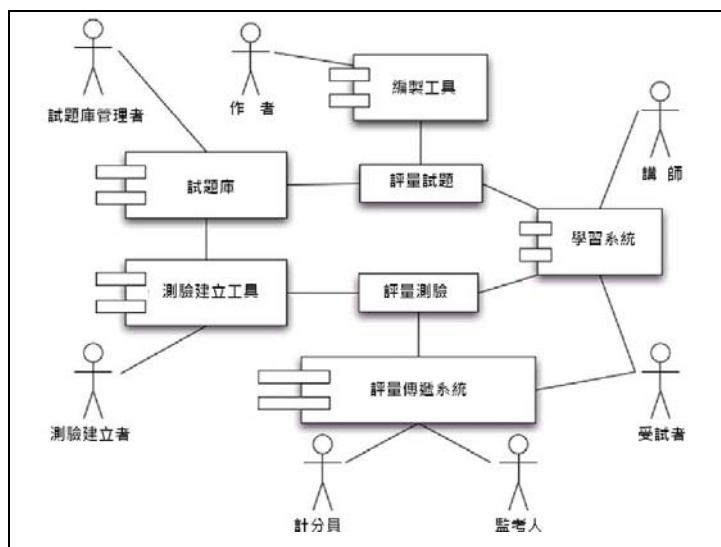 試題庫管理者
作 者
編製工具
講 師
試題庫
評量試題
學習系統
測驗建立工具
評量測驗
測驗建立者
評量傳遞系統
受試者
計分員
監考人